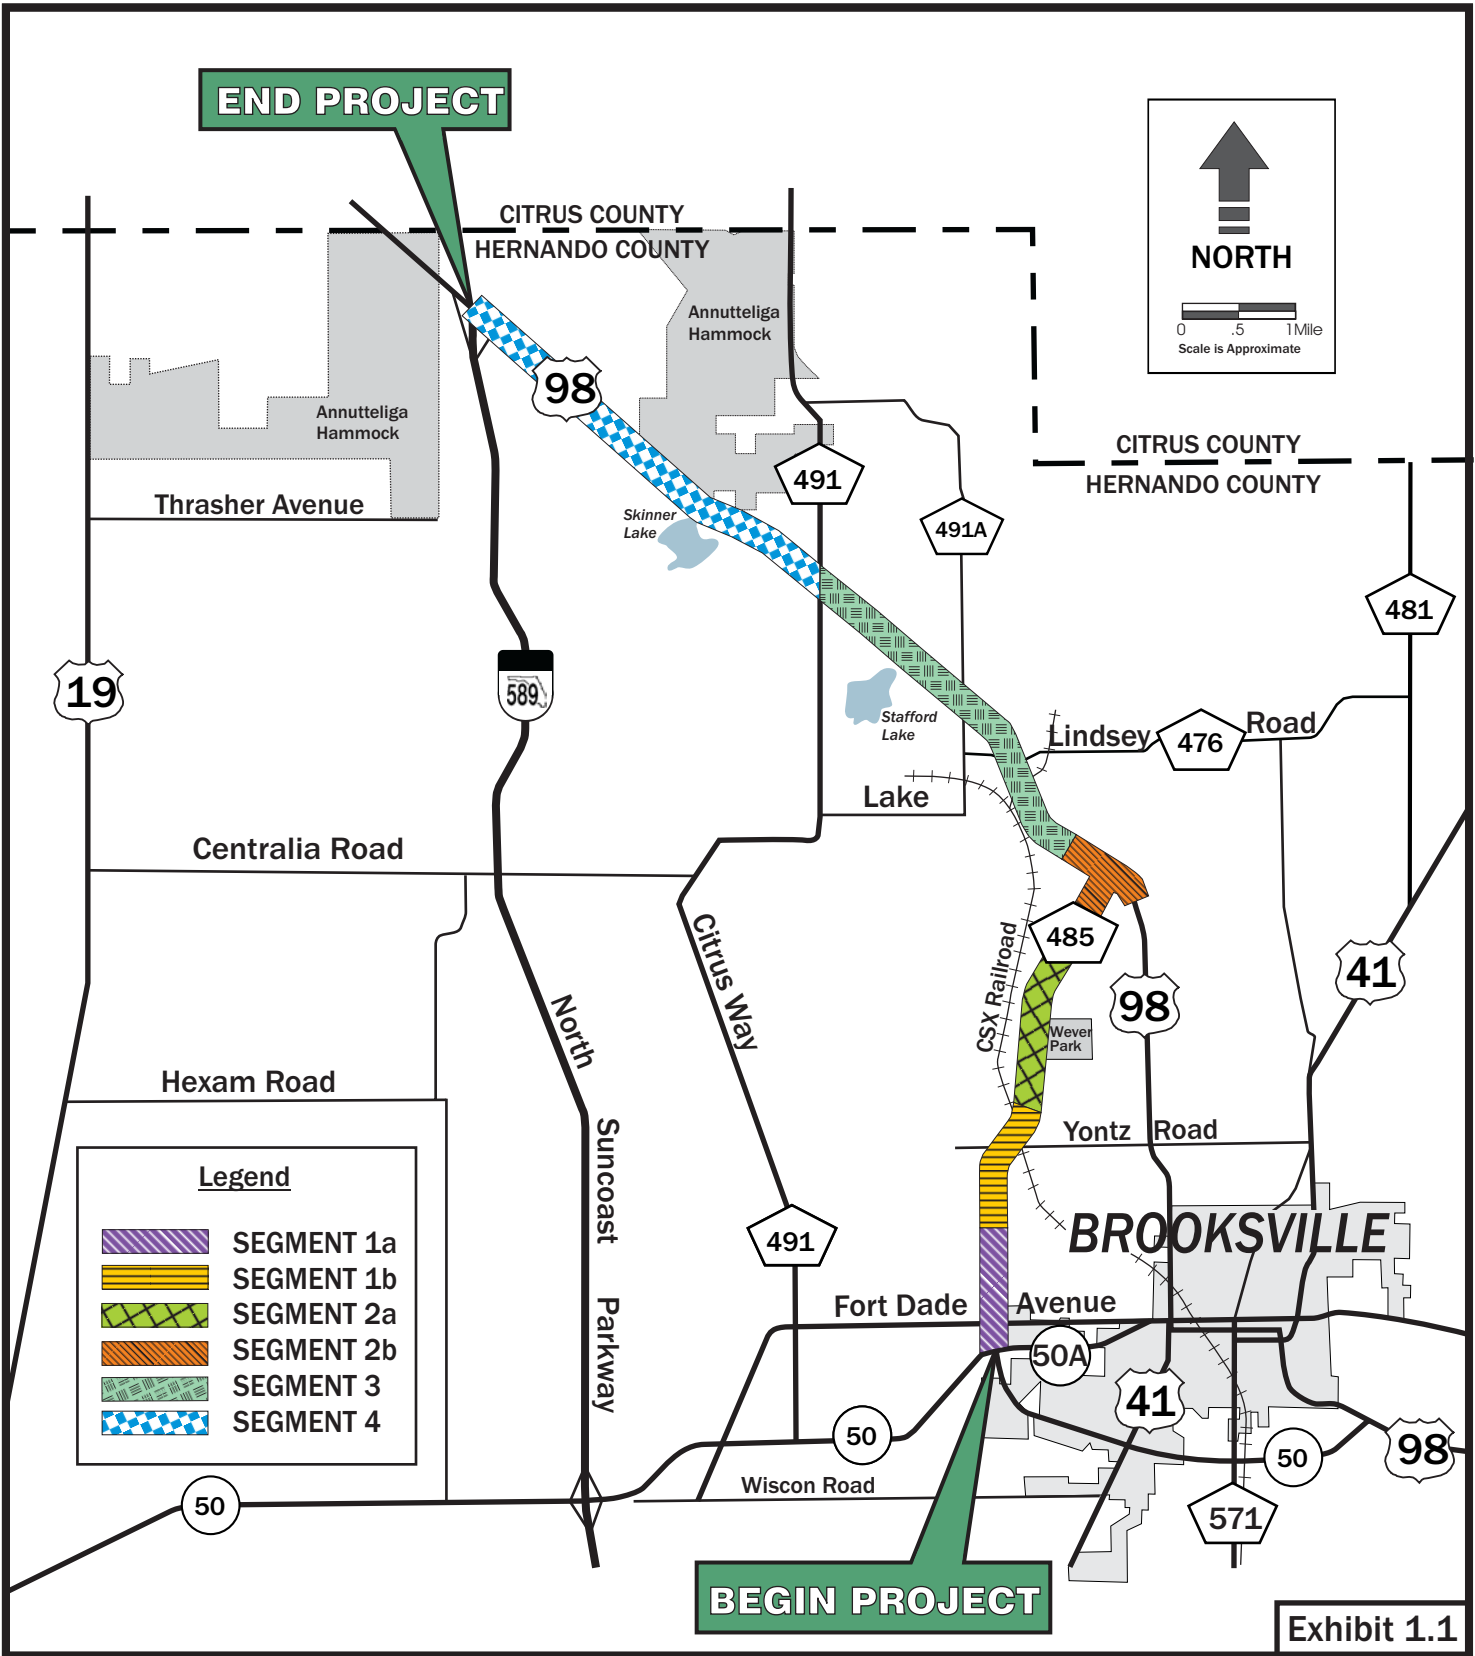 END PROJECT
CITRUS COUNTY
HERNANDO COUNTY
NORTH
0 .5 1Mile
Scale is Approximate
Annutteliga
Hammock
98
Annutteliga
Hammock
CITRUS COUNTY
HERNANDO COUNTY
491
Thrasher Avenue
Skinner
Lake
491A
481
19
589
Stafford
Lake
Lindsey
476
Road
Lake
Centralia Road
Citrus Way
485
CSX Railroad
41
98
North
Wever
Park
Hexam Road
Yontz Road
Suncoast
Legend
SEGMENT 1a
SEGMENT 1b
SEGMENT 2a
SEGMENT 2b
SEGMENT 3
SEGMENT 4
491
BROOKSVILLE
Parkway
Fort Dade Avenue
50A
41
50
50
98
Wiscon Road
50
571
BEGIN PROJECT
Exhibit 1.1